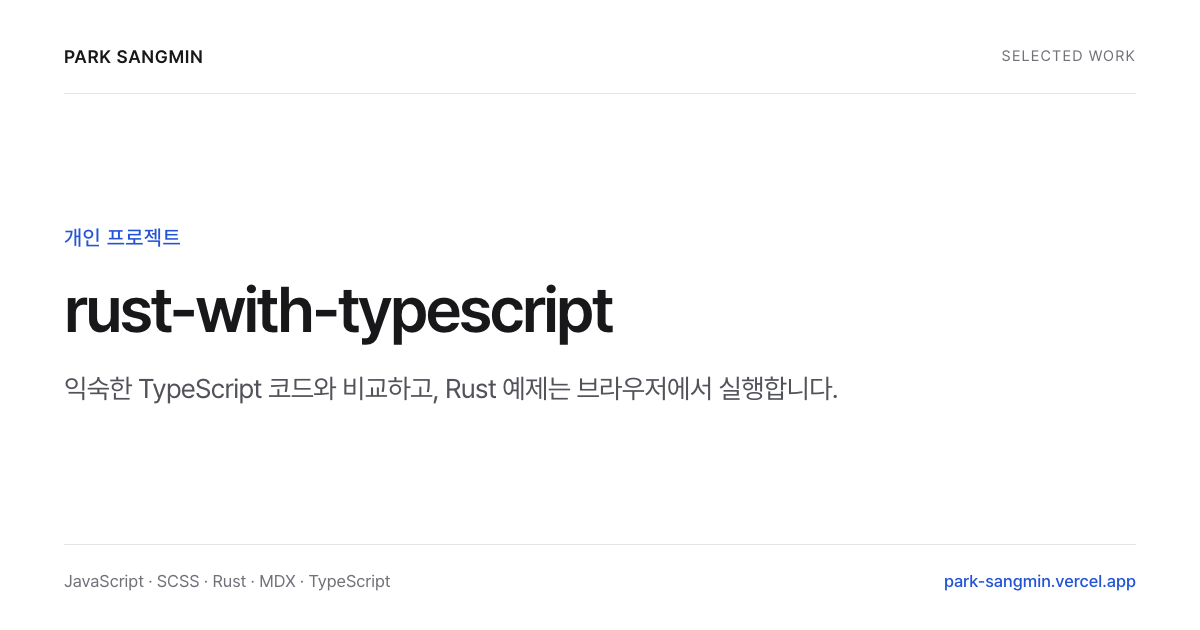 PARK SANGMIN
SELECTED WORK
개인 프로젝트
rust-with-typescript
익숙한 TypeScript 코드와 비교하고, Rust 예제는 브라우저에서 실행합니다.
JavaScript · SCSS · Rust · MDX · TypeScript
park-sangmin.vercel.app